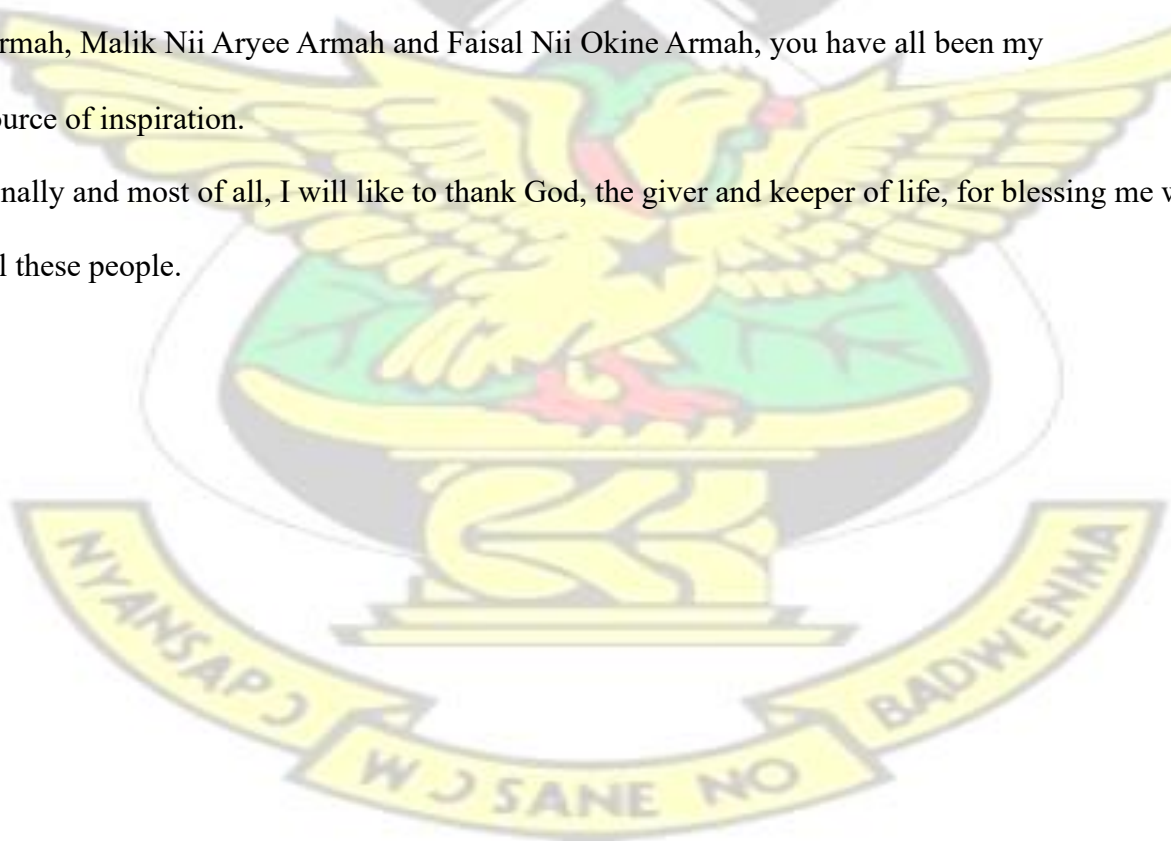 rmah, Malik Nii Aryee Armah and Faisal Nii Okine Armah, you have all been my
ource of inspiration.
nally and most of all, I will like to thank God, the giver and keeper of life, for blessing me w
l these people.
NYANSAPƆ
WƆSANE NO
BADWENMA